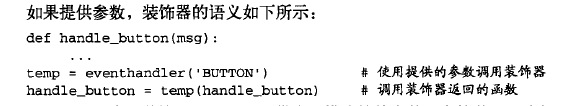 如果提供参数，装饰器的语义如下所示：
def handle_button(msg):
...
temp = eventhandler('BUTTON') # 使用提供的参数调用装饰器
handle_button = temp(handle_button) # 调用装饰器返回的函数